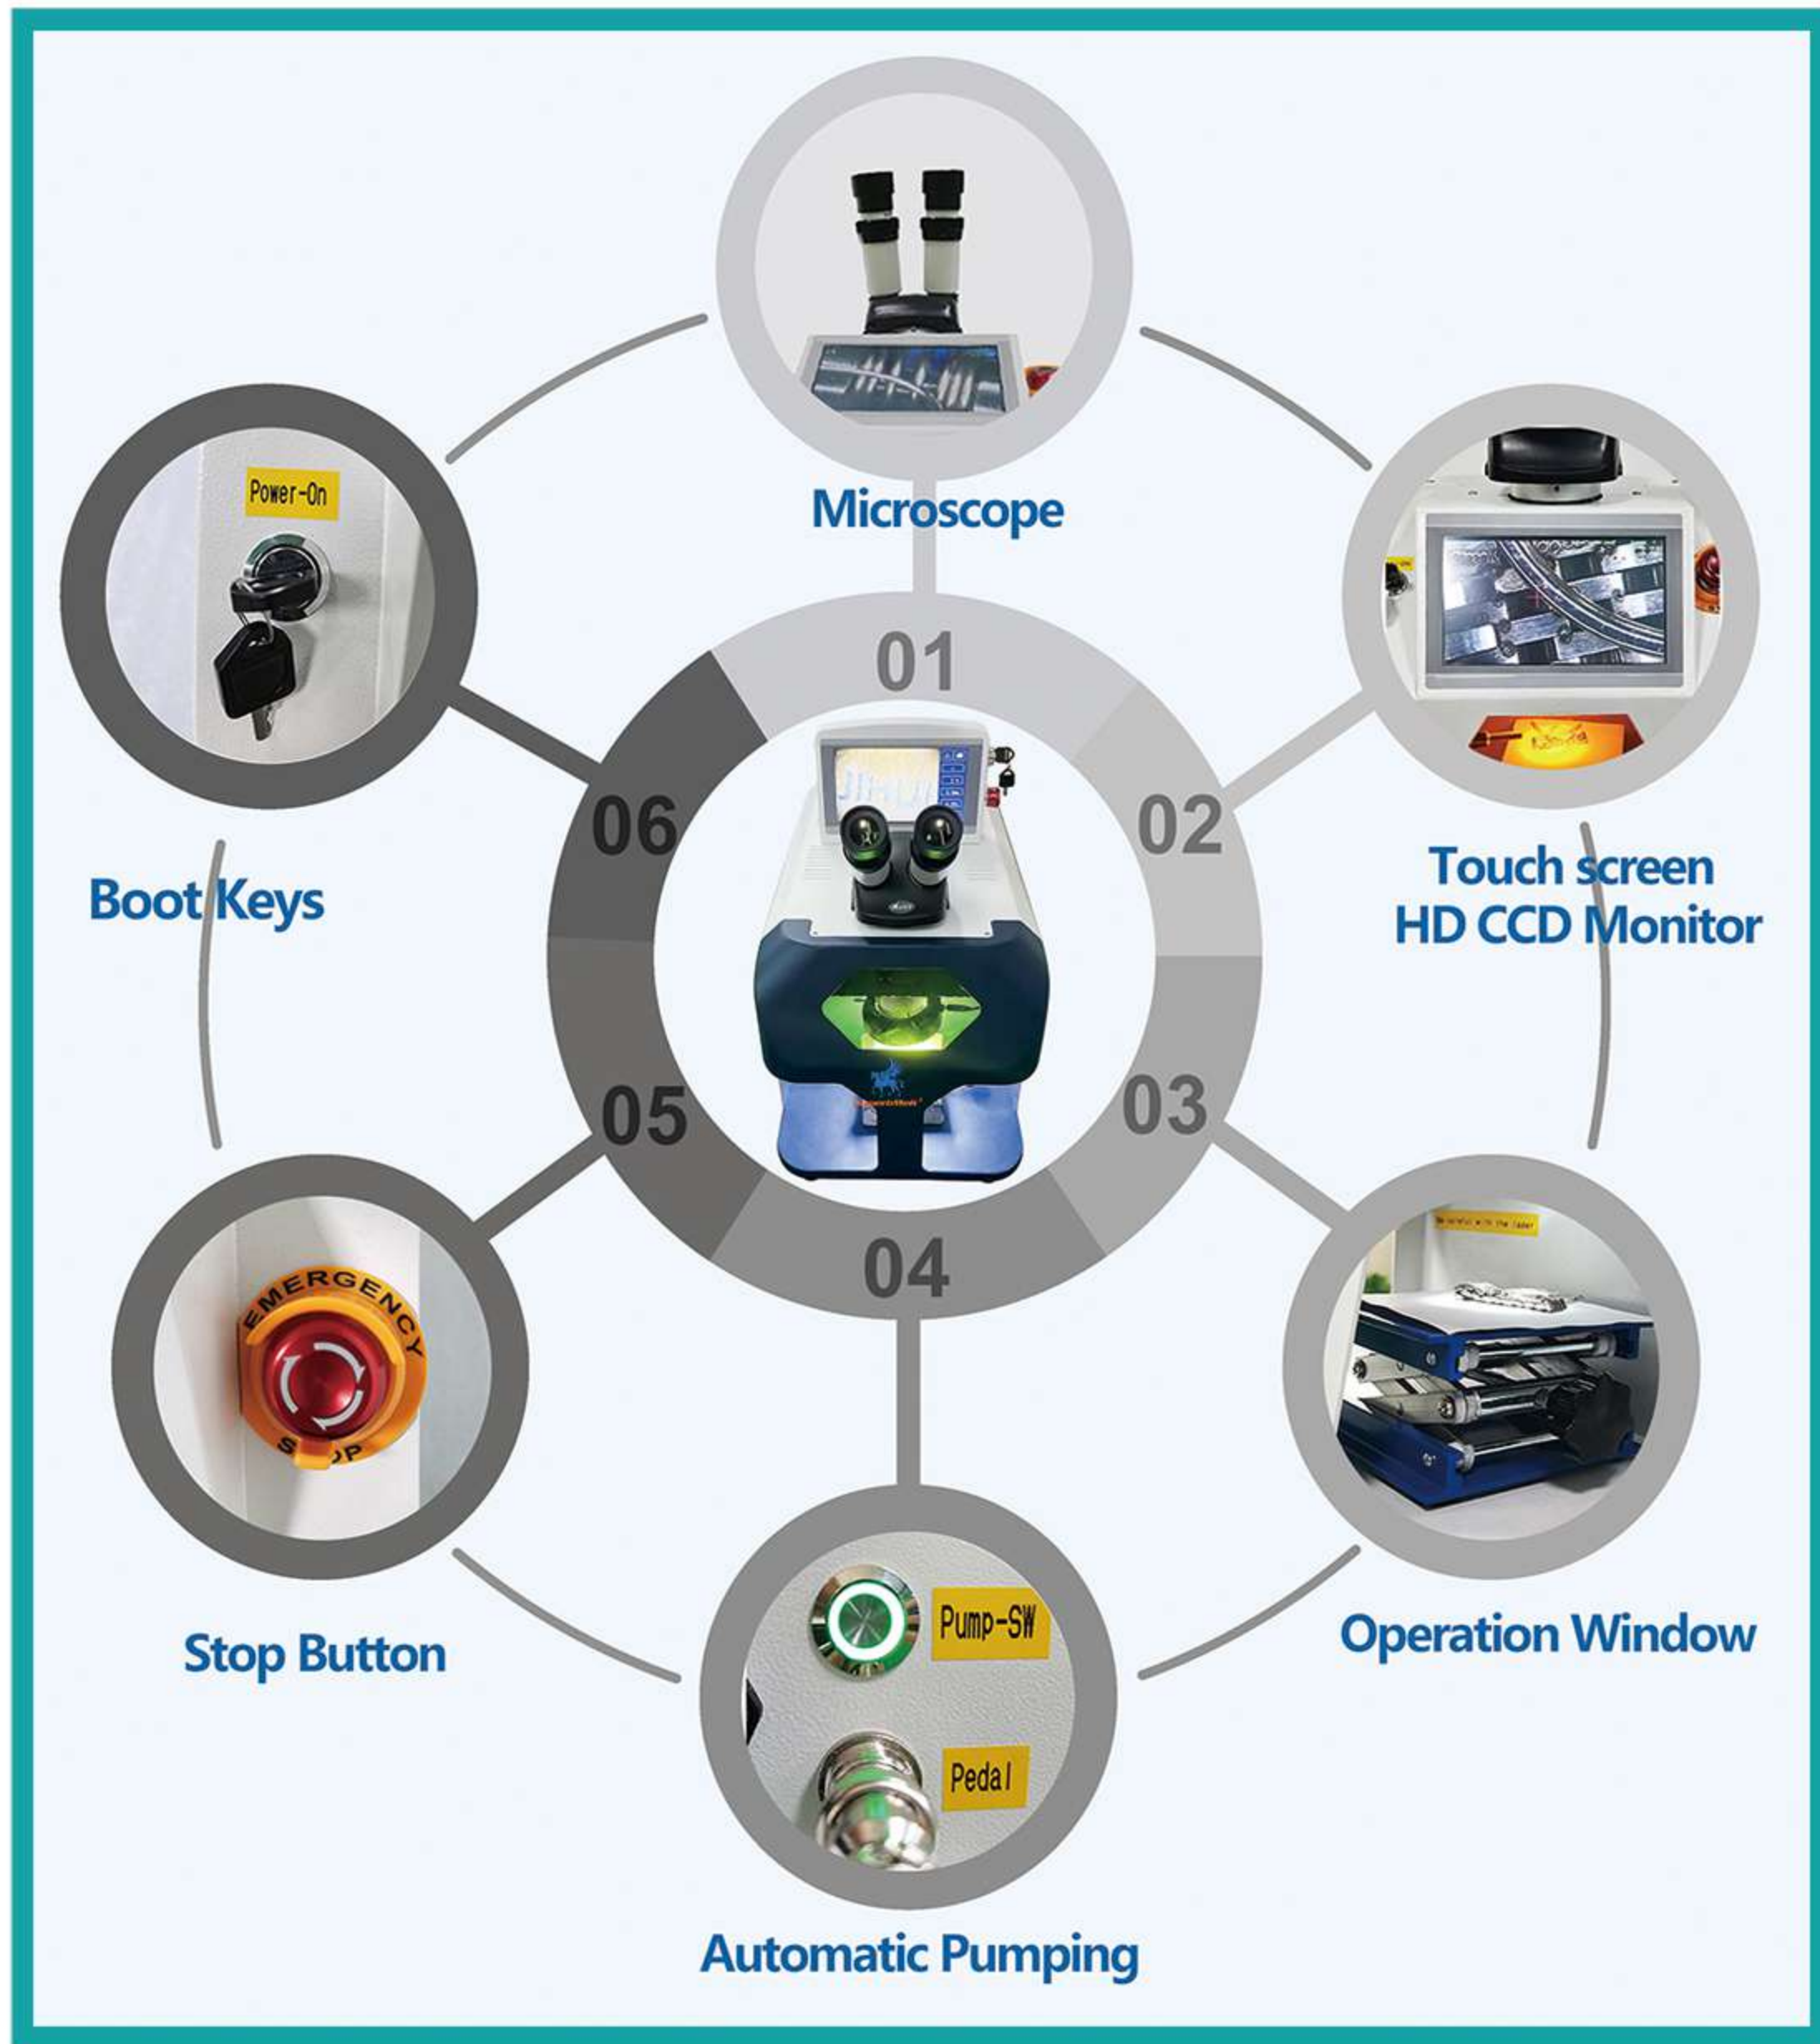 Microscope
01
Power-On
Boot Keys
06
02
Touch screen
HD CCD Monitor
05
03
EMERGENCY
Stop Button
04
Operation Window
Pump-SW
Pedal
Automatic Pumping